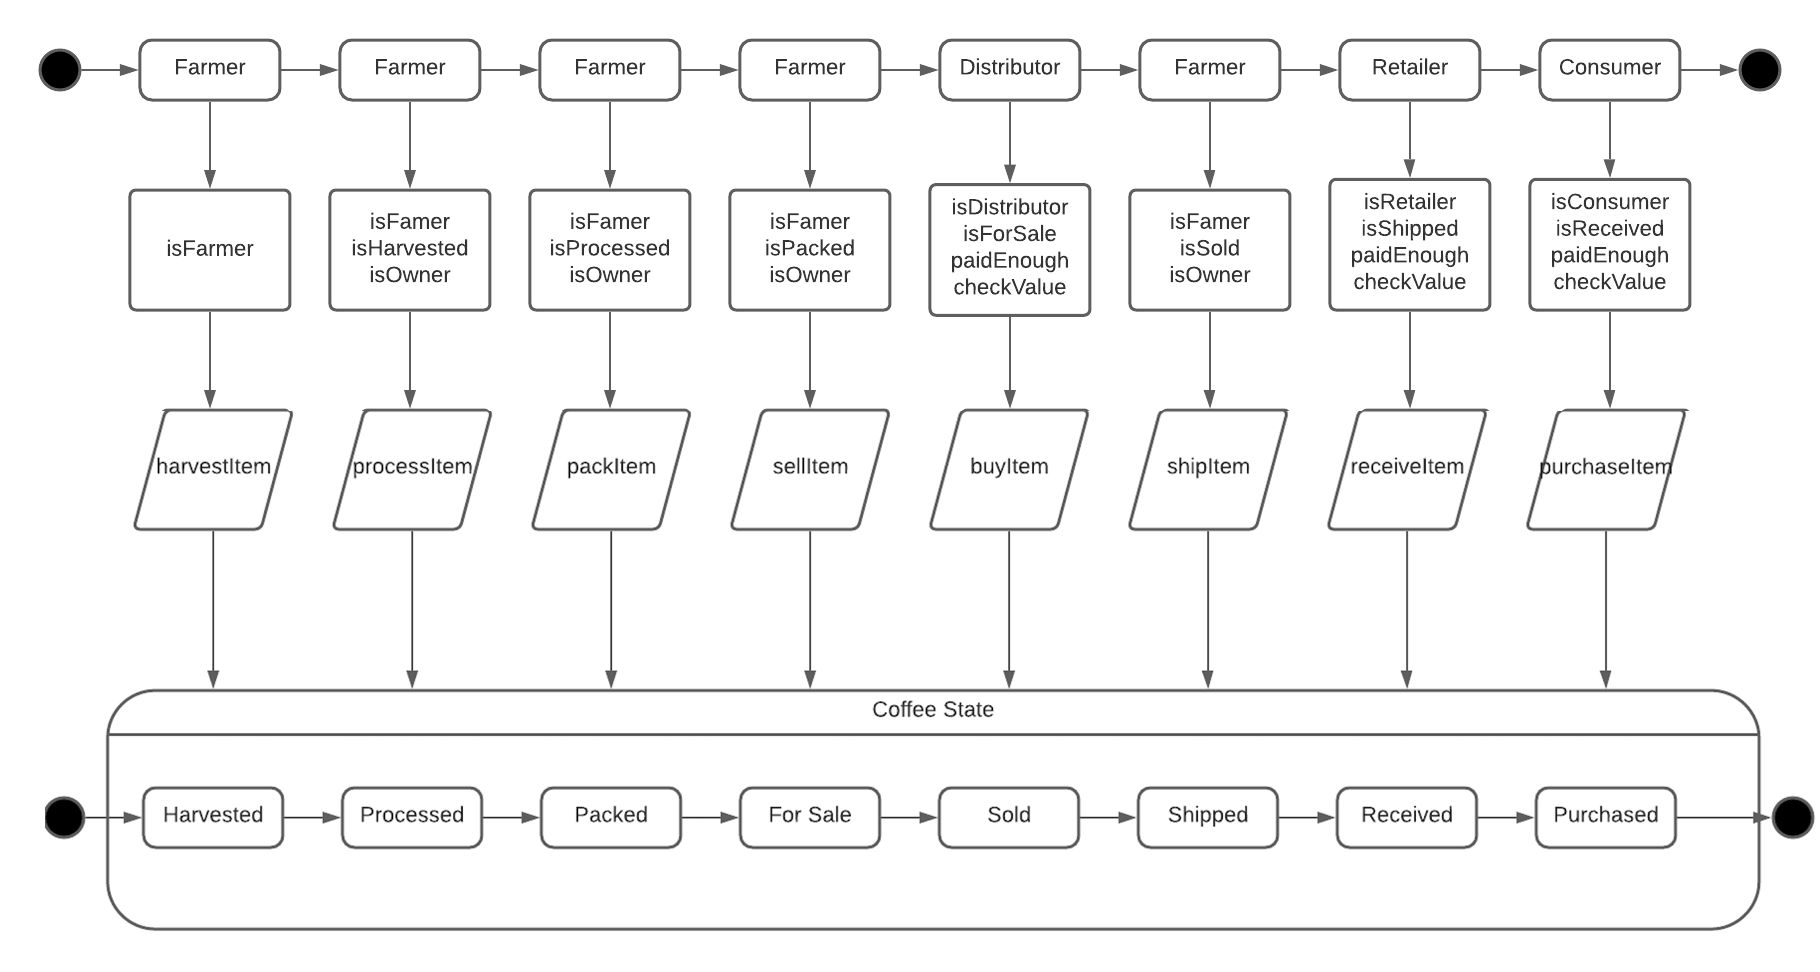 Farmer
Farmer
Farmer
Farmer
Distributor
Farmer
Retailer
Consumer
isFarmer
isFamer
isHarvested
isOwner
isFamer
isProcessed
isOwner
isFamer
isPacked
isOwner
isDistributor
isForSale
paidEnough
checkValue
isFamer
isSold
isOwner
isRetailer
isShipped
paidEnough
checkValue
isConsumer
isReceived
paidEnough
checkValue
harvestItem
processItem
packItem
sellItem
buyItem
shipItem
receiveItem
purchaseItem
Coffee State
Harvested
Processed
Packed
For Sale
Sold
Shipped
Received
Purchased